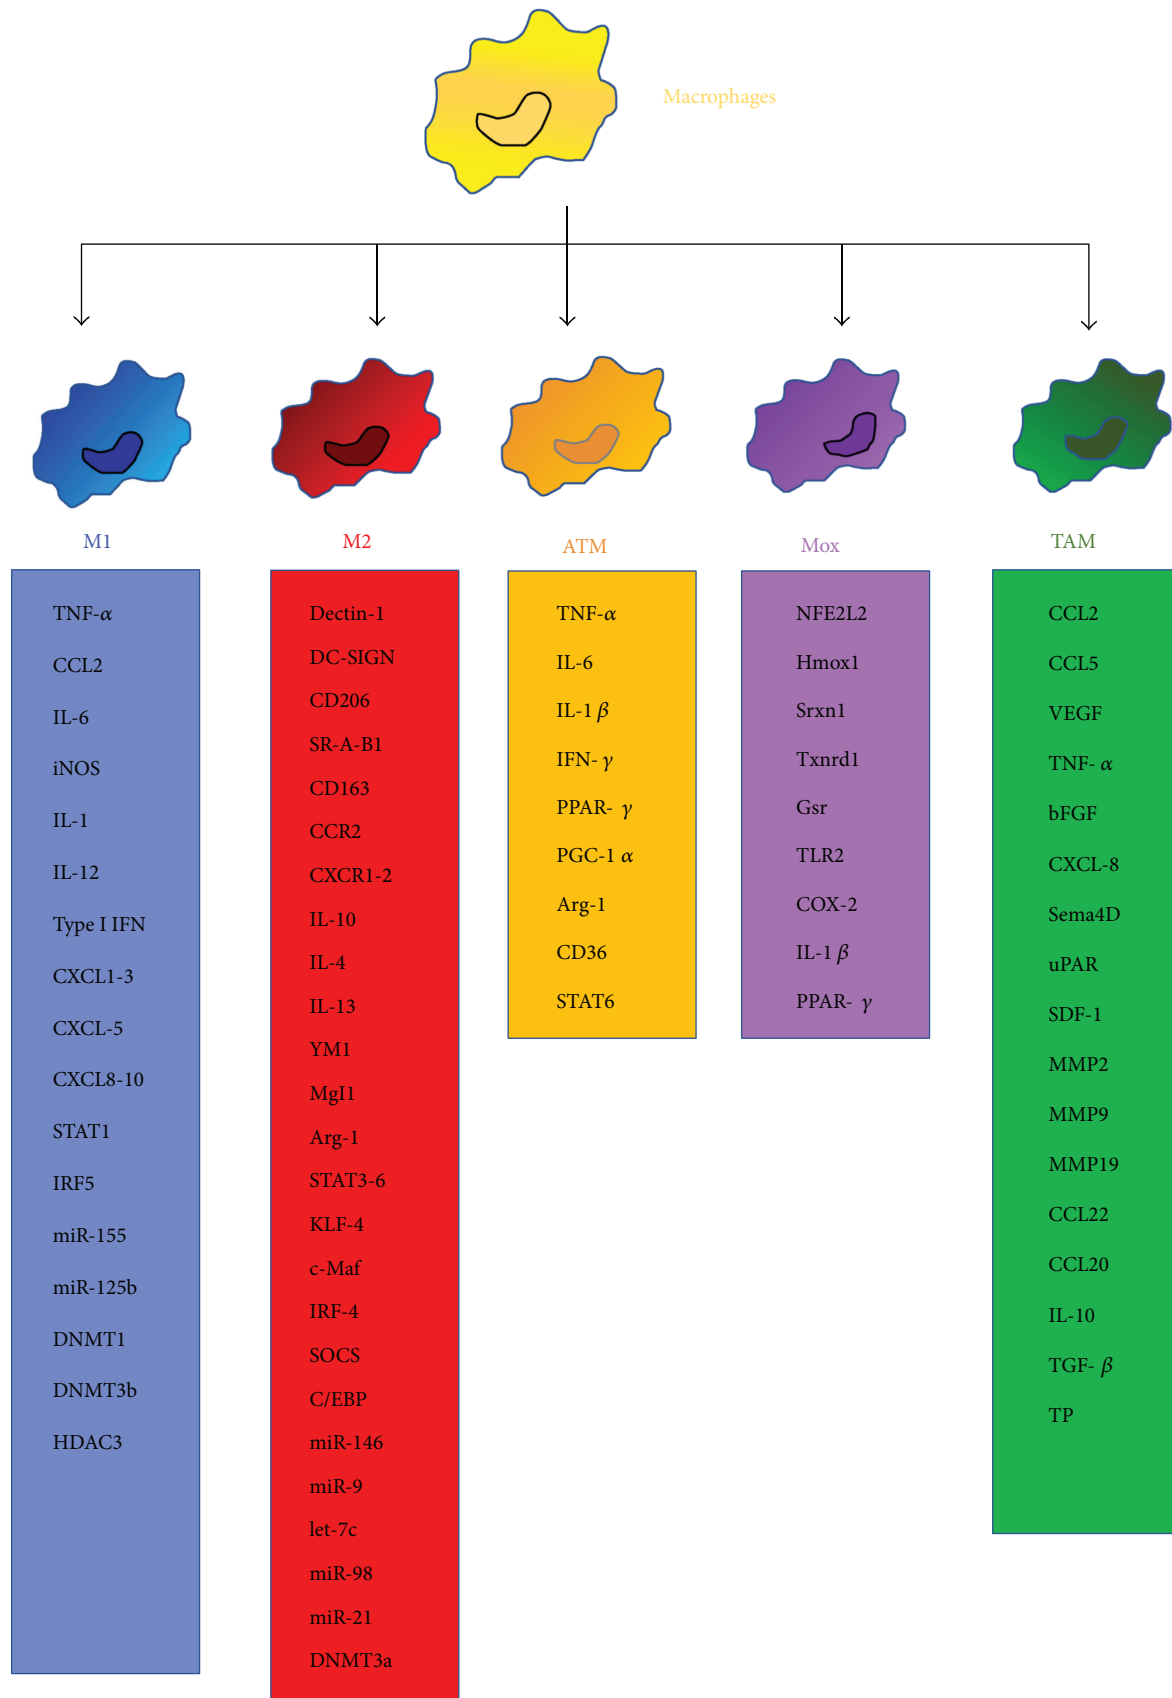 Macrophages
M1
TNF-α
CCL2
IL-6
iNOS
IL-1
IL-12
Type I IFN
CXCL1-3
CXCL-5
CXCL8-10
STAT1
IRF5
miR-155
miR-125b
DNMT1
DNMT3b
HDAC3
M2
Dectin-1
DC-SIGN
CD206
SR-A-B1
CD163
CCR2
CXCR1-2
IL-10
IL-4
IL-13
YM1
MgI1
Arg-1
STAT3-6
KLF-4
c-Maf
IRF-4
SOCS
C/EBP
miR-146
miR-9
let-7c
miR-98
miR-21
DNMT3a
ATM
TNF-α
IL-6
IL-1 β
IFN- γ
PPAR- γ
PGC-1 α
Arg-1
CD36
STAT6
Mox
NFE2L2
Hmox1
Srxn1
Txnrd1
Gsr
TLR2
COX-2
IL-1 β
PPAR- γ
TAM
CCL2
CCL5
VEGF
TNF- α
bFGF
CXCL-8
Sema4D
uPAR
SDF-1
MMP2
MMP9
MMP19
CCL22
CCL20
IL-10
TGF- β
TP